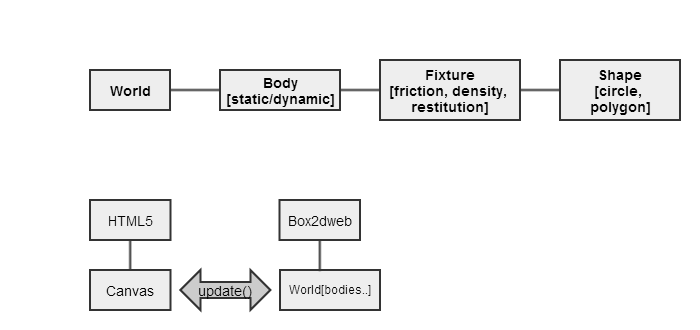 World
Body
[static/dynamic]
Fixture
[friction, density,
restitution]
Shape
[circle,
polygon]
HTML5
Box2dweb
Canvas
update()
World[bodies..]